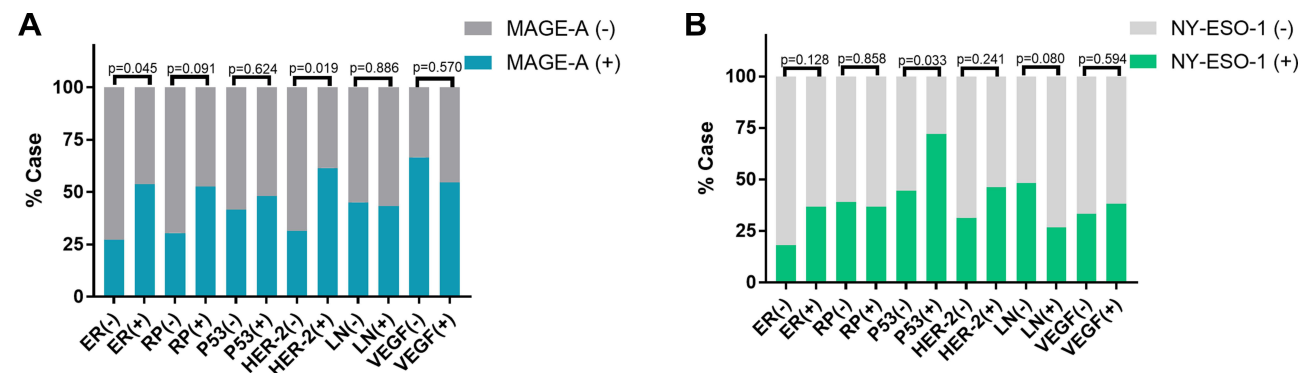 A
MAGE-A (-)
MAGE-A (+)
p=0.045 p=0.091 p=0.624 p=0.019 p=0.886 p=0.570
100
75
50
25
0
% Case
ER(-) ER(+) RP(-) RP(+) P53(-) P53(+) HER-2(-) HER-2(+) LN(-) LN(+) VEGF(-) VEGF(+)
B
NY-ESO-1 (-)
NY-ESO-1 (+)
p=0.128 p=0.858 p=0.033 p=0.241 p=0.080 p=0.594
100
75
50
25
0
% Case
ER(-) ER(+) RP(-) RP(+) P53(-) P53(+) HER-2(-) HER-2(+) LN(-) LN(+) VEGF(-) VEGF(+)